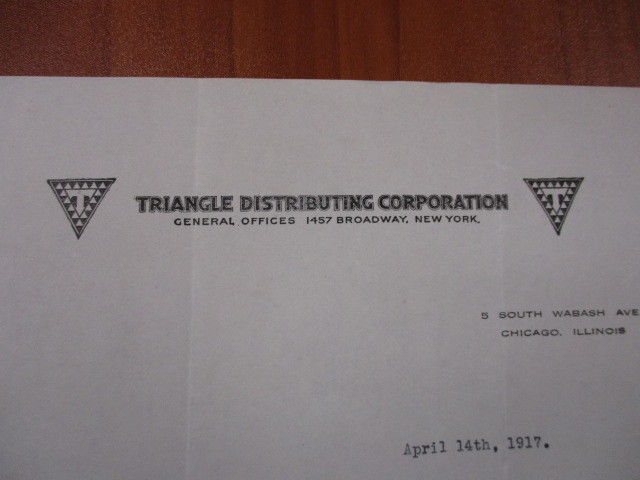 T TRIANGLE DISTRIBUTING CORPORATION T
GENERAL OFFICES 1457 BROADWAY, NEW YORK.
5 SOUTH WABASH AVE
CHICAGO, ILLINOIS
April 14th, 1917.